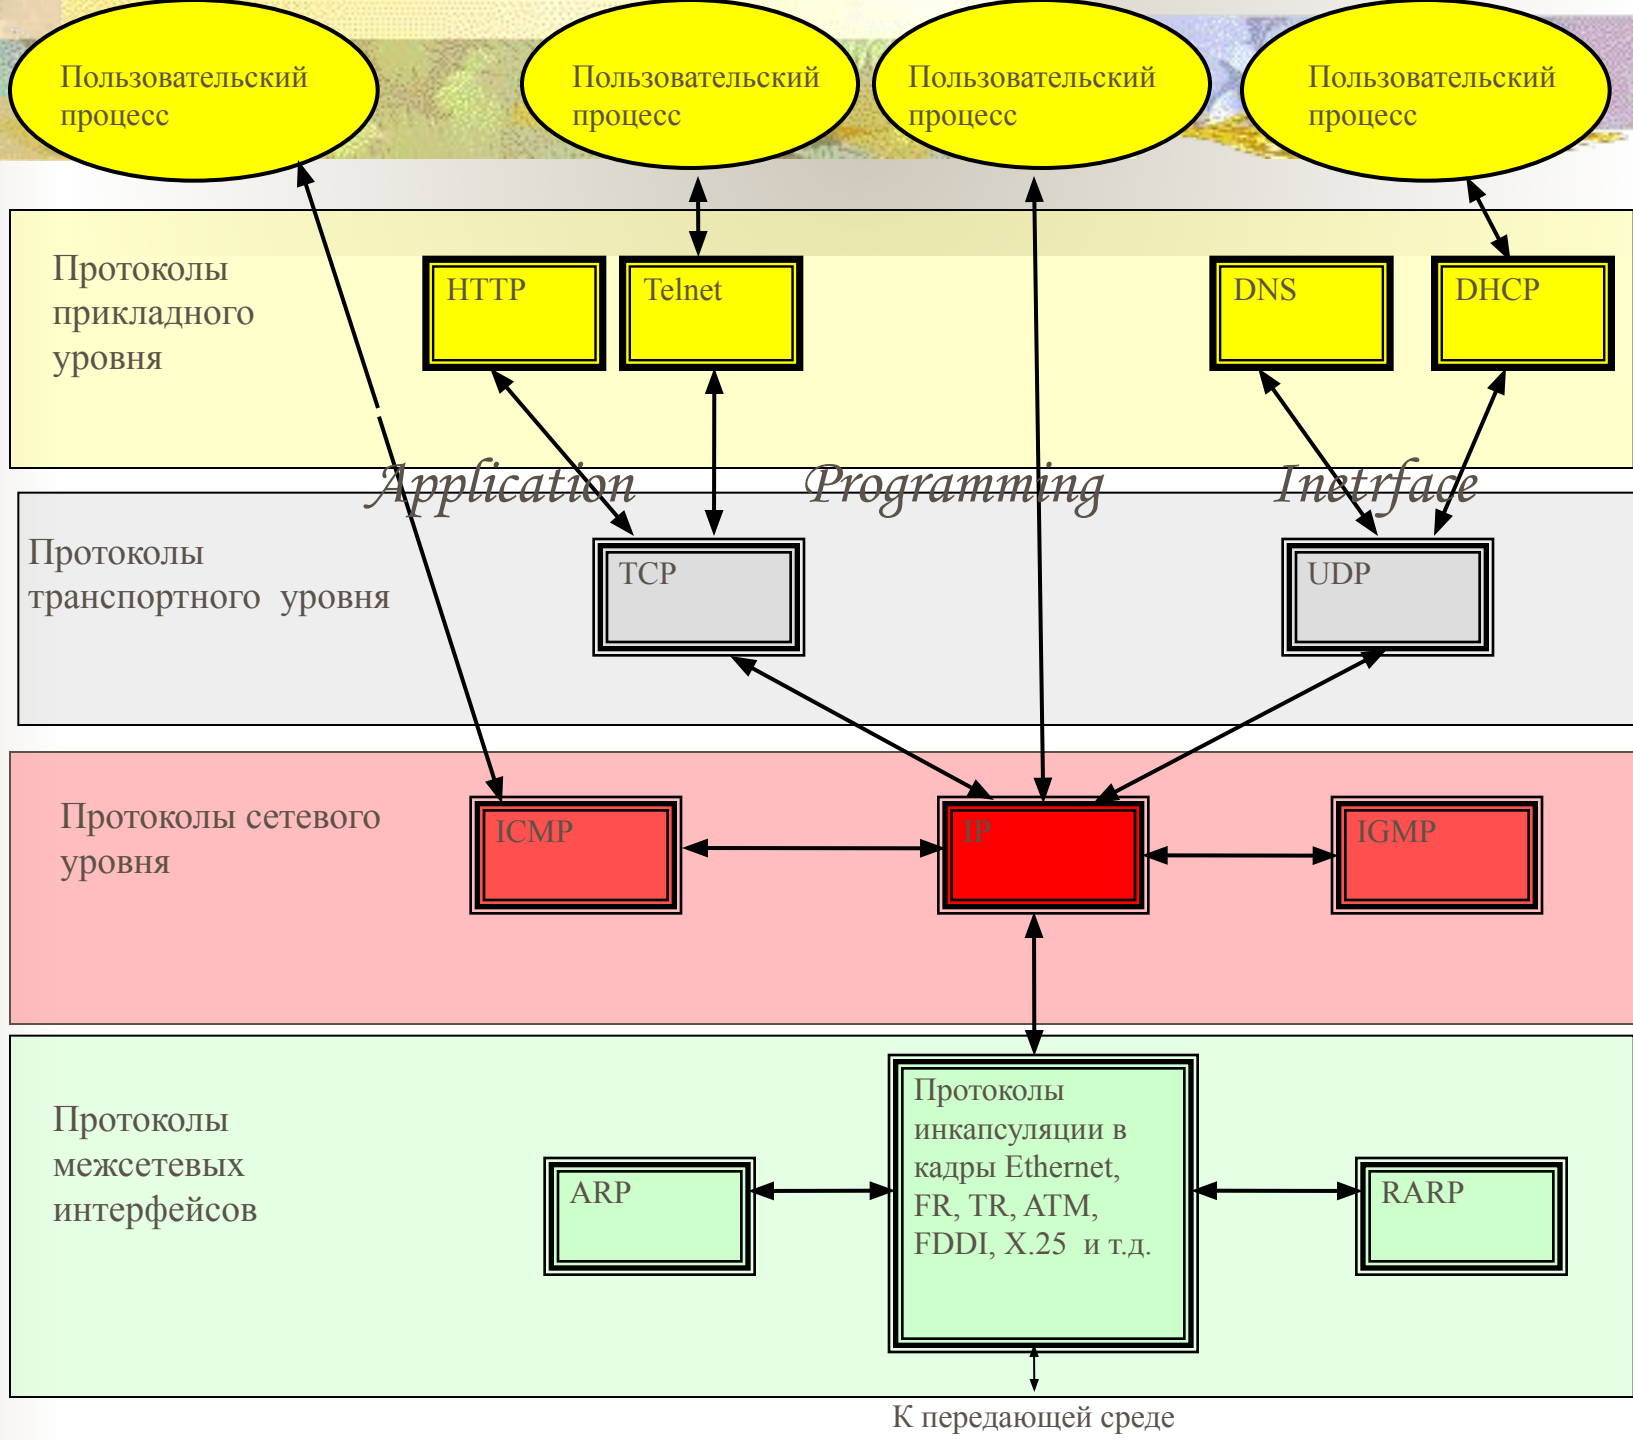 Пользовательский
процесс
Пользовательский
процесс
Пользовательский
процесс
Пользовательский
процесс
Протоколы
прикладного
уровня
HTTP
Telnet
DNS
DHCP
Application Programming Inetrface
Протоколы
транспортного уровня
TCP
UDP
Протоколы сетевого
уровня
ICMP
IP
IGMP
Протоколы
межсетевых
интерфейсов
ARP
Протоколы
инкапсуляции в
кадры Ethernet,
FR, TR, ATM,
FDDI, X.25 и т.д.
RARP
К передающей среде